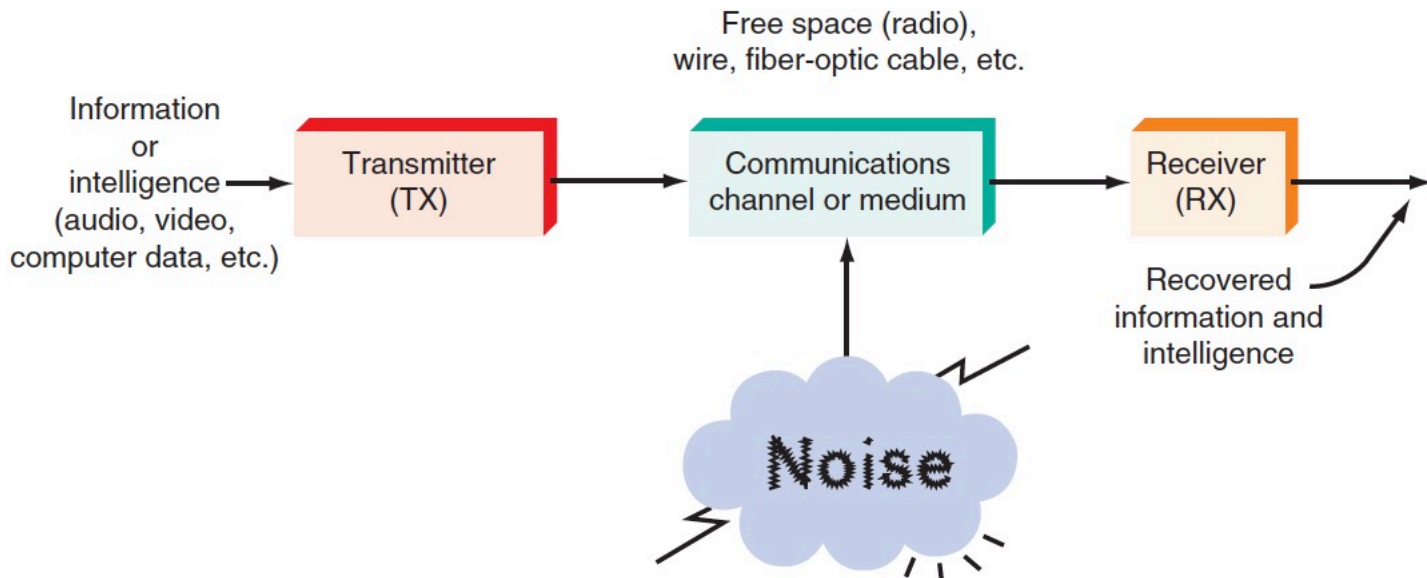 Free space (radio),
wire, fiber-optic cable, etc.
Information
or
intelligence
(audio, video,
computer data, etc.)
Transmitter
(TX)
Communications
channel or medium
Receiver
(RX)
Recovered
information and
intelligence
Noise